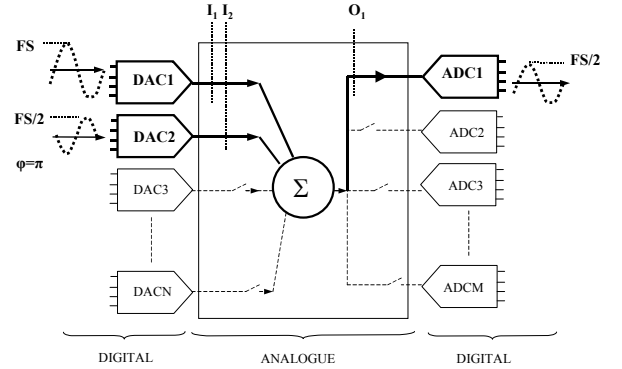 I1 I2
O1
FS
FS/2
DAC1
ADC1
FS/2
DAC2
ADC2
φ=π
DAC3
Σ
ADC3
DACN
ADCM
DIGITAL
ANALOGUE
DIGITAL